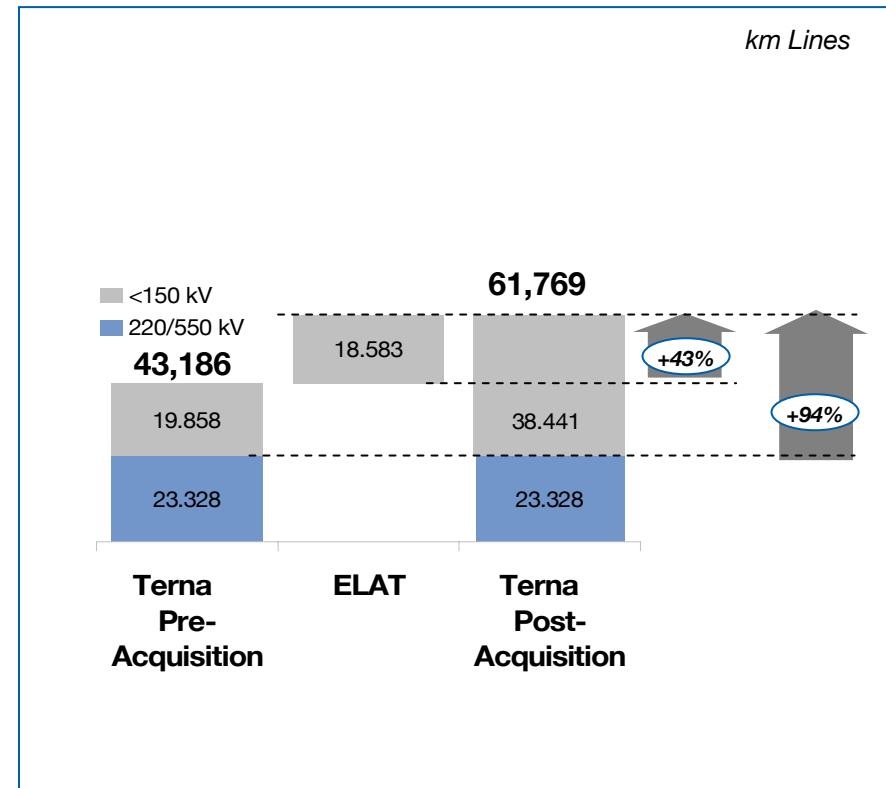 km Lines
61,769
<150 kV
220/550 kV
43,186
18.583
+43%
19.858
38.441
+94%
23.328
23.328
Terna
Pre-
Acquisition
ELAT
Terna
Post-
Acquisition